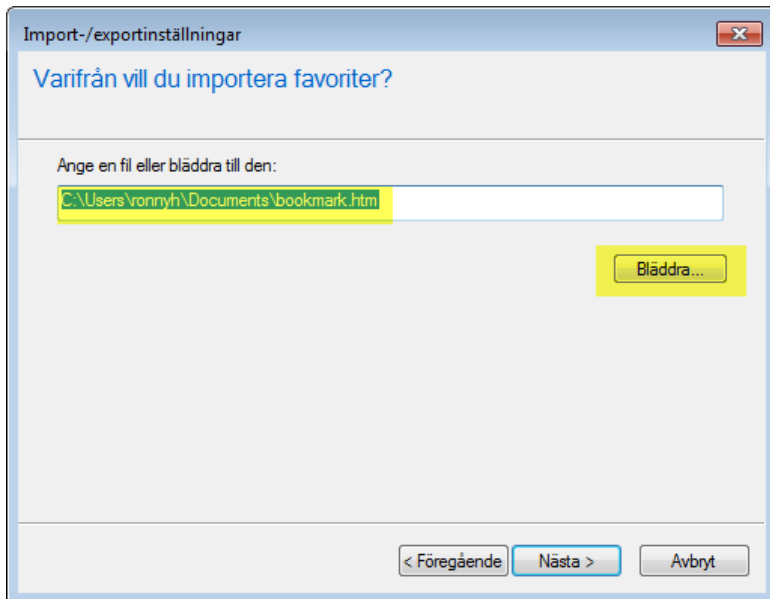 Import-/exportinställningar
Varifrån vill du importera favoriter?
Ange en fil eller bläddra till den:
C:\Users\ronnyh\Documents\bookmark.htm
Bläddra...
< Föregående Nästa > Avbryt